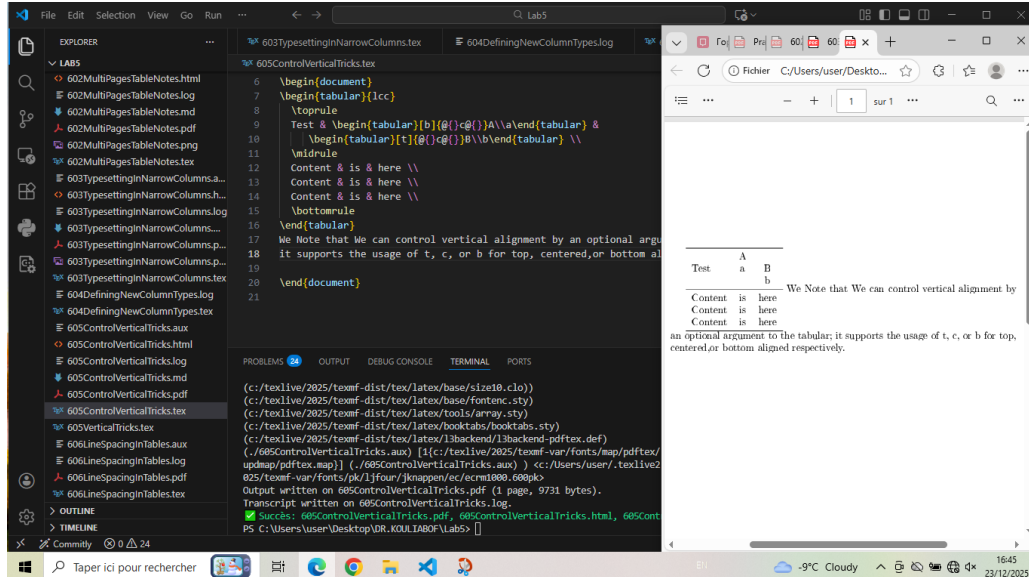 File Edit Selection View Go Run ... Lab5
EXPLORER ...
LAB5
602MultiPagesTableNotes.html
602MultiPagesTableNotes.log
602MultiPagesTableNotes.md
602MultiPagesTableNotes.pdf
602MultiPagesTableNotes.png
602MultiPagesTableNotes.tex
603TypesettingInNarrowColumns.a...
603TypesettingInNarrowColumns.h...
603TypesettingInNarrowColumns.log
603TypesettingInNarrowColumns....
603TypesettingInNarrowColumns.p...
603TypesettingInNarrowColumns.p...
603TypesettingInNarrowColumns.tex
604DefiningNewColumnTypes.log
604DefiningNewColumnTypes.tex
605ControlVerticalTricks.aux
605ControlVerticalTricks.html
605ControlVerticalTricks.log
605ControlVerticalTricks.md
605ControlVerticalTricks.pdf
605ControlVerticalTricks.tex
605VerticalTricks.tex
606LineSpacingInTables.aux
606LineSpacingInTables.log
606LineSpacingInTables.pdf
606LineSpacingInTables.tex
OUTLINE
TIMELINE
603TypesettingInNarrowColumns.tex 604DefiningNewColumnTypes.log
605ControlVerticalTricks.tex
6 \begin{document}
7 \begin{tabular}{lcc}
8 \toprule
9 Test & \begin{tabular}[b]{@{}c@{}}A\\a\end{tabular} &
10 \begin{tabular}[t]{@{}c@{}}B\\b\end{tabular} \\
11 \midrule
12 Content & is & here \\
13 Content & is & here \\
14 Content & is & here \\
15 \bottomrule
16 \end{tabular}
17 We Note that We can control vertical alignment by an optional argu
18 it supports the usage of t, c, or b for top, centered,or bottom al
19
20 \end{document}
21
PROBLEMS 24 OUTPUT DEBUG CONSOLE TERMINAL PORTS
(c:/texlive/2025/texmf-dist/tex/latex/base/size10.clo))
(c:/texlive/2025/texmf-dist/tex/latex/base/fontenc.sty)
(c:/texlive/2025/texmf-dist/tex/latex/tools/array.sty)
(c:/texlive/2025/texmf-dist/tex/latex/booktabs/booktabs.sty)
(c:/texlive/2025/texmf-dist/tex/latex/l3backend/l3backend-pdftex.def)
(./605ControlVerticalTricks.aux) [1{c:/texlive/2025/texmf-var/fonts/map/pdftex/
updmap/pdftex.map}] (./605ControlVerticalTricks.aux) ) <c:/Users/user/.texlive2
025/texmf-var/fonts/pk/ljfour/jknappen/ec/ecrm1000.600pk>
Output written on 605ControlVerticalTricks.pdf (1 page, 9731 bytes).
Transcript written on 605ControlVerticalTricks.log.
Succès: 605ControlVerticalTricks.pdf, 605ControlVerticalTricks.html, 605Cont
PS C:\Users\user\Desktop\DR.KOULIABOF\Lab5>
Commitly 0 24
Fichier C:/Users/user/Deskto...
1 sur 1
A
Test a B
b
Content is here We Note that We can control vertical alignment by
Content is here
Content is here
an optional argument to the tabular; it supports the usage of t, c, or b for top,
centered,or bottom aligned respectively.
Taper ici pour rechercher
EN
-9°C Cloudy
16:45
23/12/2025